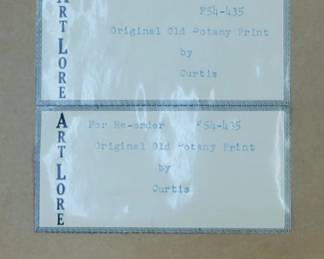 ART LORE
F54-435
Original Old Botany Print
by
Curtis
ART LORE
For Re-order F54-435
Original Old Botany Print
by
Curtis